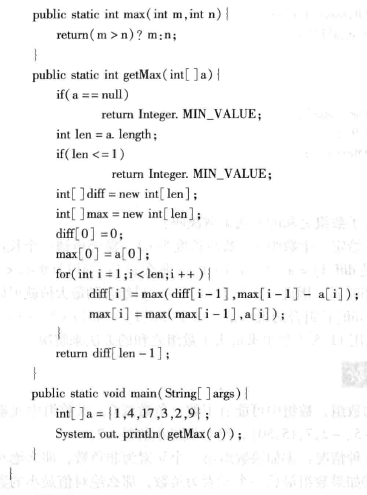 public static int max(int m,int n){
return(m>n)? m:n;
}
public static int getMax(int[]a){
if(a==null)
return Integer. MIN_VALUE;
int len=a. length;
if(len<=1)
return Integer. MIN_VALUE;
int[]diff=new int[len];
int[]max=new int[len];
diff[0]=0;
max[0]=a[0];
for(int i=1;i<len;i++){
diff[i]=max(diff[i-1],max[i-1]-a[i]);
max[i]=max(max[i-1],a[i]);
}
return diff[len-1];
}
public static void main(String[]args){
int[]a={1,4,17,3,2,9};
System. out. println(getMax(a));
}
}